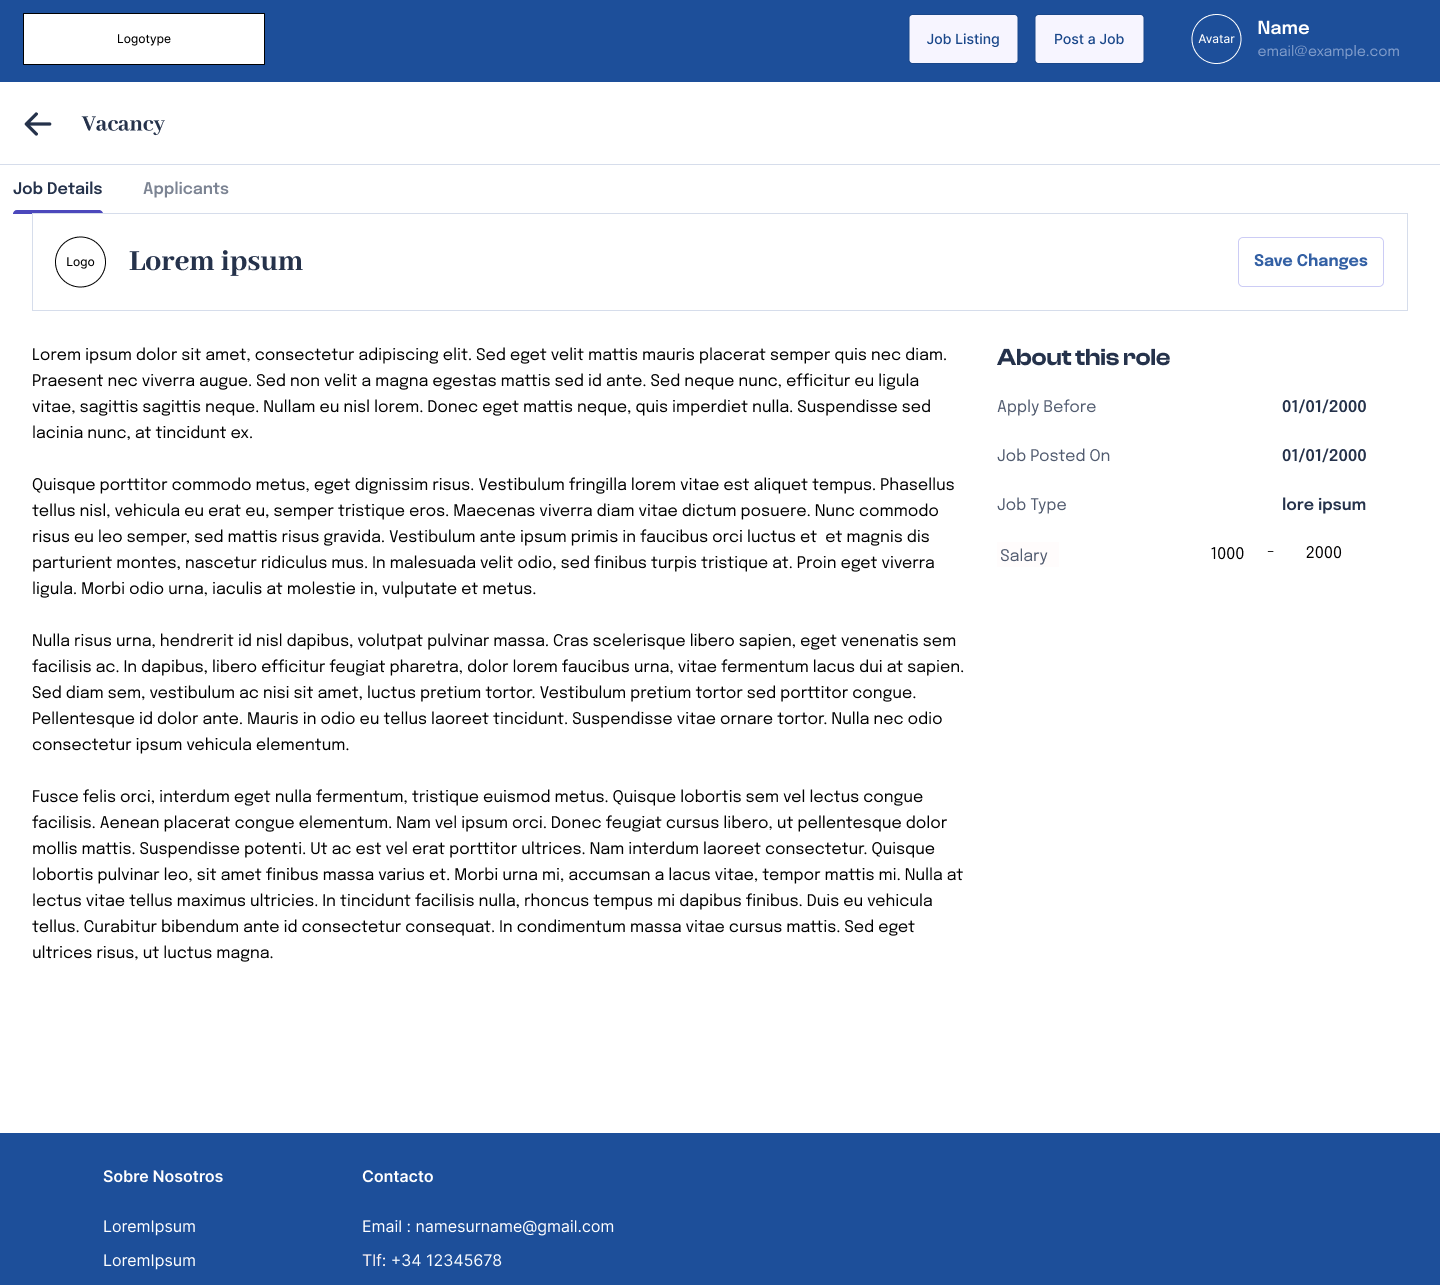 Logotype
Job Listing
Post a Job
Avatar
Name
email@example.com
Vacancy
Job Details
Applicants
Logo
Lorem ipsum
Save Changes
Lorem ipsum dolor sit amet, consectetur adipiscing elit. Sed eget velit mattis mauris placerat semper quis nec diam.
Praesent nec viverra augue. Sed non velit a magna egestas mattis sed id ante. Sed neque nunc, efficitur eu ligula
vitae, sagittis sagittis neque. Nullam eu nisl lorem. Donec eget mattis neque, quis imperdiet nulla. Suspendisse sed
lacinia nunc, at tincidunt ex.
Quisque porttitor commodo metus, eget dignissim risus. Vestibulum fringilla lorem vitae est aliquet tempus. Phasellus
tellus nisl, vehicula eu erat eu, semper tristique eros. Maecenas viverra diam vitae dictum posuere. Nunc commodo
risus eu leo semper, sed mattis risus gravida. Vestibulum ante ipsum primis in faucibus orci luctus et  et magnis dis
parturient montes, nascetur ridiculus mus. In malesuada velit odio, sed finibus turpis tristique at. Proin eget viverra
ligula. Morbi odio urna, iaculis at molestie in, vulputate et metus.
Nulla risus urna, hendrerit id nisl dapibus, volutpat pulvinar massa. Cras scelerisque libero sapien, eget venenatis sem
facilisis ac. In dapibus, libero efficitur feugiat pharetra, dolor lorem faucibus urna, vitae fermentum lacus dui at sapien.
Sed diam sem, vestibulum ac nisi sit amet, luctus pretium tortor. Vestibulum pretium tortor sed porttitor congue.
Pellentesque id dolor ante. Mauris in odio eu tellus laoreet tincidunt. Suspendisse vitae ornare tortor. Nulla nec odio
consectetur ipsum vehicula elementum.
Fusce felis orci, interdum eget nulla fermentum, tristique euismod metus. Quisque lobortis sem vel lectus congue
facilisis. Aenean placerat congue elementum. Nam vel ipsum orci. Donec feugiat cursus libero, ut pellentesque dolor
mollis mattis. Suspendisse potenti. Ut ac est vel erat porttitor ultrices. Nam interdum laoreet consectetur. Quisque
lobortis pulvinar leo, sit amet finibus massa varius et. Morbi urna mi, accumsan a lacus vitae, tempor mattis mi. Nulla at
lectus vitae tellus maximus ultricies. In tincidunt facilisis nulla, rhoncus tempus mi dapibus finibus. Duis eu vehicula
tellus. Curabitur bibendum ante id consectetur consequat. In condimentum massa vitae cursus mattis. Sed eget
ultrices risus, ut luctus magna.
About this role
Apply Before 01/01/2000
Job Posted On 01/01/2000
Job Type lore ipsum
Salary 1000 - 2000
Sobre Nosotros
LoremIpsum
LoremIpsum
Contacto
Email : namesurname@gmail.com
Tlf: +34 12345678